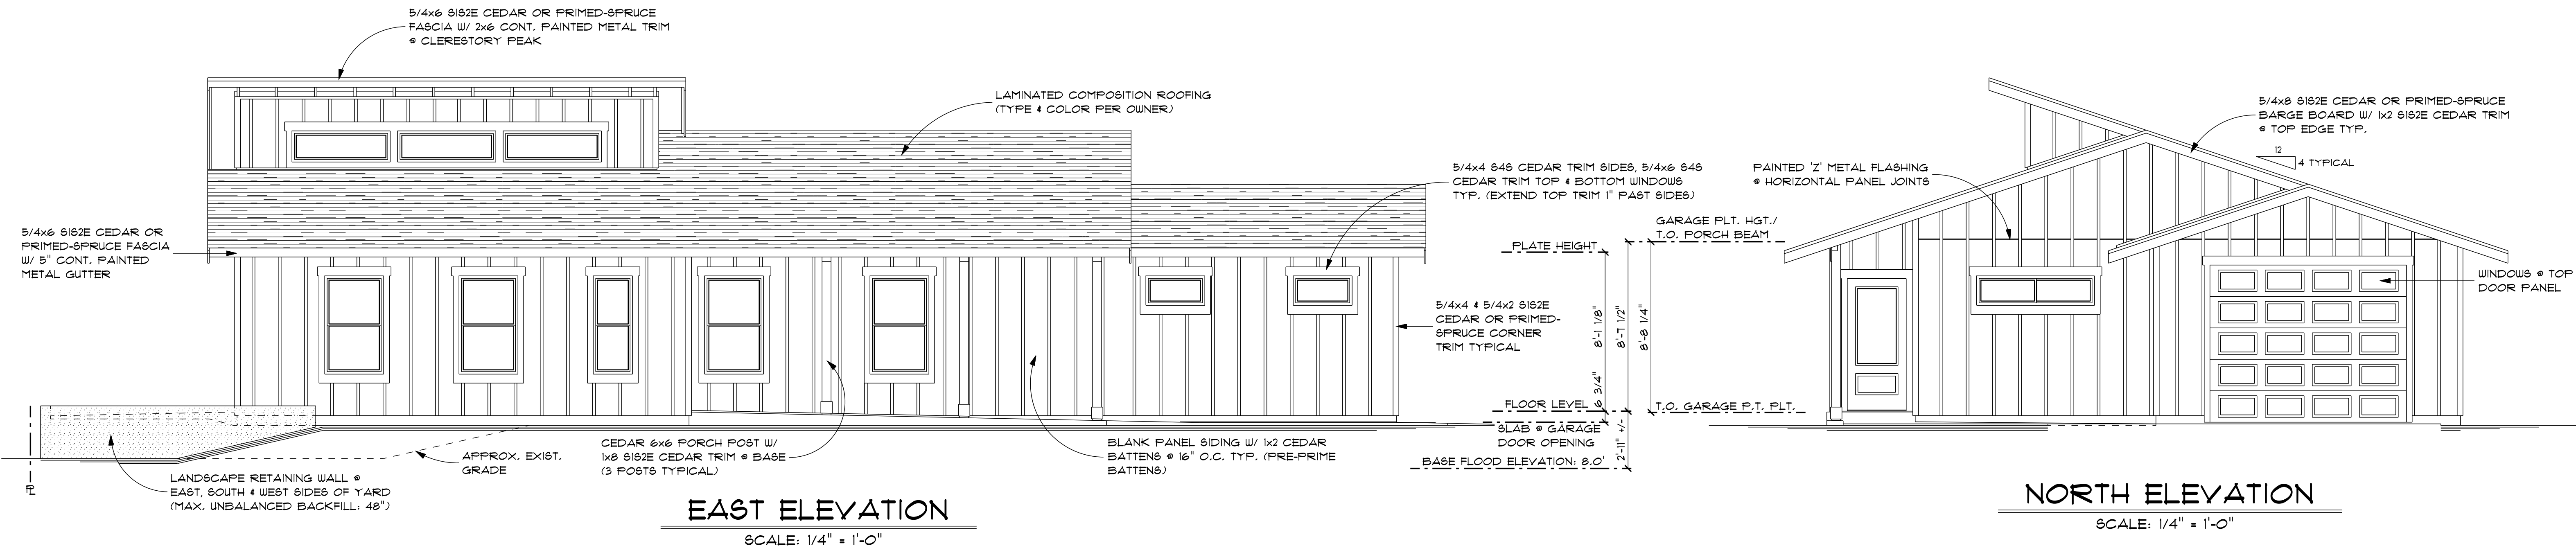 5/4x6 S1S2E CEDAR OR PRIMED-SPRUCE
FASCIA W/ 2x6 CONT. PAINTED METAL TRIM
@ CLERESTORY PEAK
LAMINATED COMPOSITION ROOFING
(TYPE & COLOR PER OWNER)
5/4x4 S4S CEDAR TRIM SIDES, 5/4x6 S4S
CEDAR TRIM TOP & BOTTOM WINDOWS
TYP. (EXTEND TOP TRIM 1" PAST SIDES)
5/4x6 S1S2E CEDAR OR
PRIMED-SPRUCE FASCIA
W/ 5" CONT. PAINTED
METAL GUTTER
5/4x4 & 5/4x2 S1S2E
CEDAR OR PRIMED-
SPRUCE CORNER
TRIM TYPICAL
CEDAR 6x6 PORCH POST W/
1x8 S1S2E CEDAR TRIM @ BASE
(3 POSTS TYPICAL)
BLANK PANEL SIDING W/ 1x2 CEDAR
BATTENS @ 16" O.C. TYP. (PRE-PRIME
BATTENS)
APPROX. EXIST.
GRADE
LANDSCAPE RETAINING WALL @
EAST, SOUTH & WEST SIDES OF YARD
(MAX. UNBALANCED BACKFILL: 48")
PL
EAST ELEVATION
SCALE: 1/4" = 1'-0"
PLATE HEIGHT
GARAGE PLT. HGT./
T.O. PORCH BEAM
8'-1 1/8"
8'-7 1/2"
8'-8 1/4"
6 3/4"
FLOOR LEVEL
T.O. GARAGE P.T. PLT.
SLAB @ GARAGE
DOOR OPENING
2'-11" +/-
BASE FLOOD ELEVATION: 8.0'
5/4x8 S1S2E CEDAR OR PRIMED-SPRUCE
BARGE BOARD W/ 1x2 S1S2E CEDAR TRIM
@ TOP EDGE TYP.
12
4 TYPICAL
PAINTED 'Z' METAL FLASHING
@ HORIZONTAL PANEL JOINTS
WINDOWS @ TOP
DOOR PANEL
NORTH ELEVATION
SCALE: 1/4" = 1'-0"